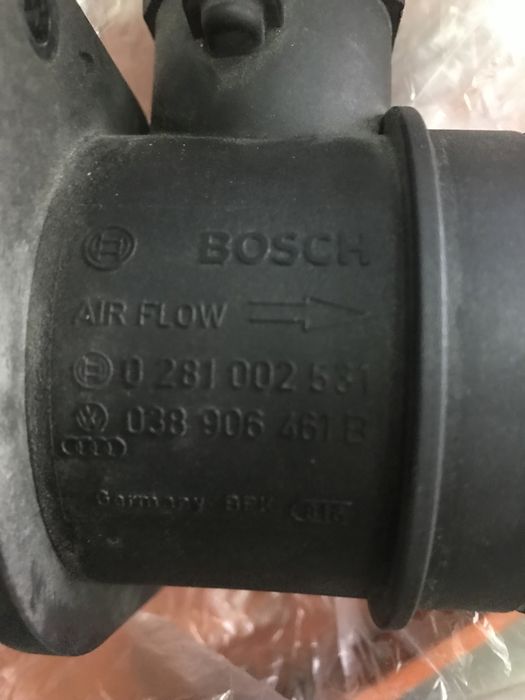 BOSCH
AIR FLOW
0 281 002 531
038 906 461 B
Germany